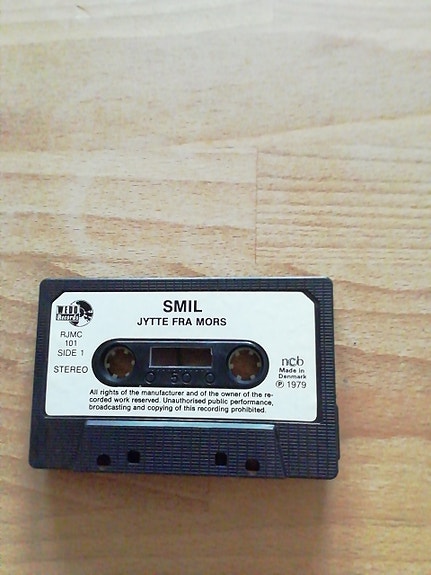 SMIL
JYTTE FRA MORS
Records
RJMC
101
SIDE 1
STEREO
ncb
Made in
Denmark
℗ 1979
50
All rights of the manufacturer and of the owner of the re-
corded work reserved. Unauthorised public performance,
broadcasting and copying of this recording prohibited.